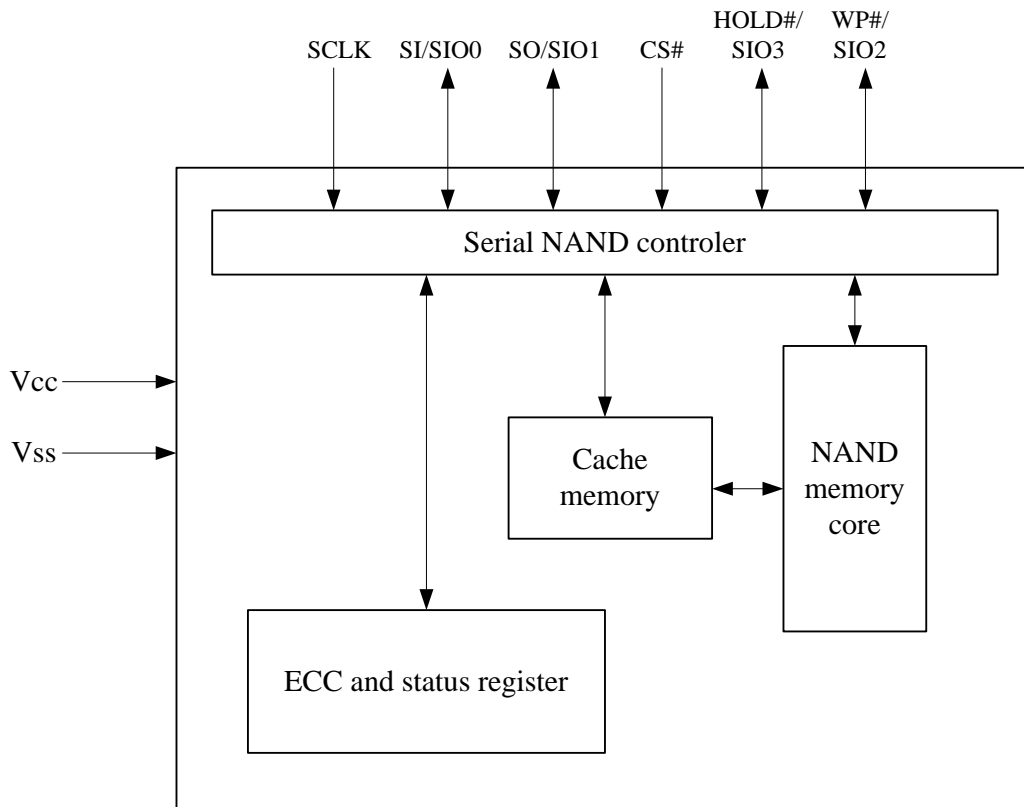 HOLD#/
WP#/
SCLK
SI/SIO0
SO/SIO1
CS#
SIO3
SIO2
Serial NAND controler
Vcc
Vss
Cache
memory
NAND
memory
core
ECC and status register